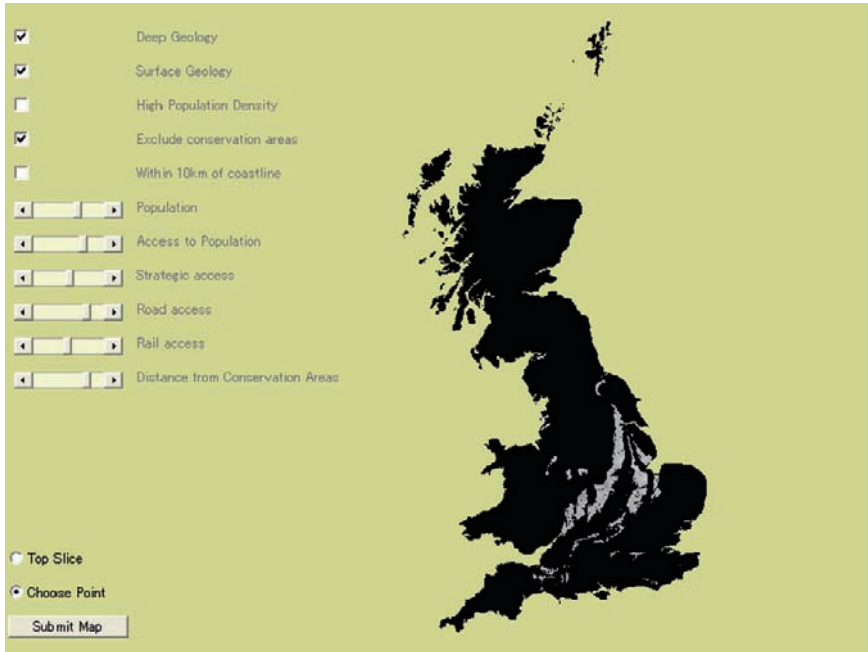 Deep Geology
Surface Geology
High Population Density
Exclude conservation areas
Within 10km of coastline
Population
Access to Population
Strategic access
Road access
Rail access
Distance from Conservation Areas
Top Slice
Choose Point
Submit Map